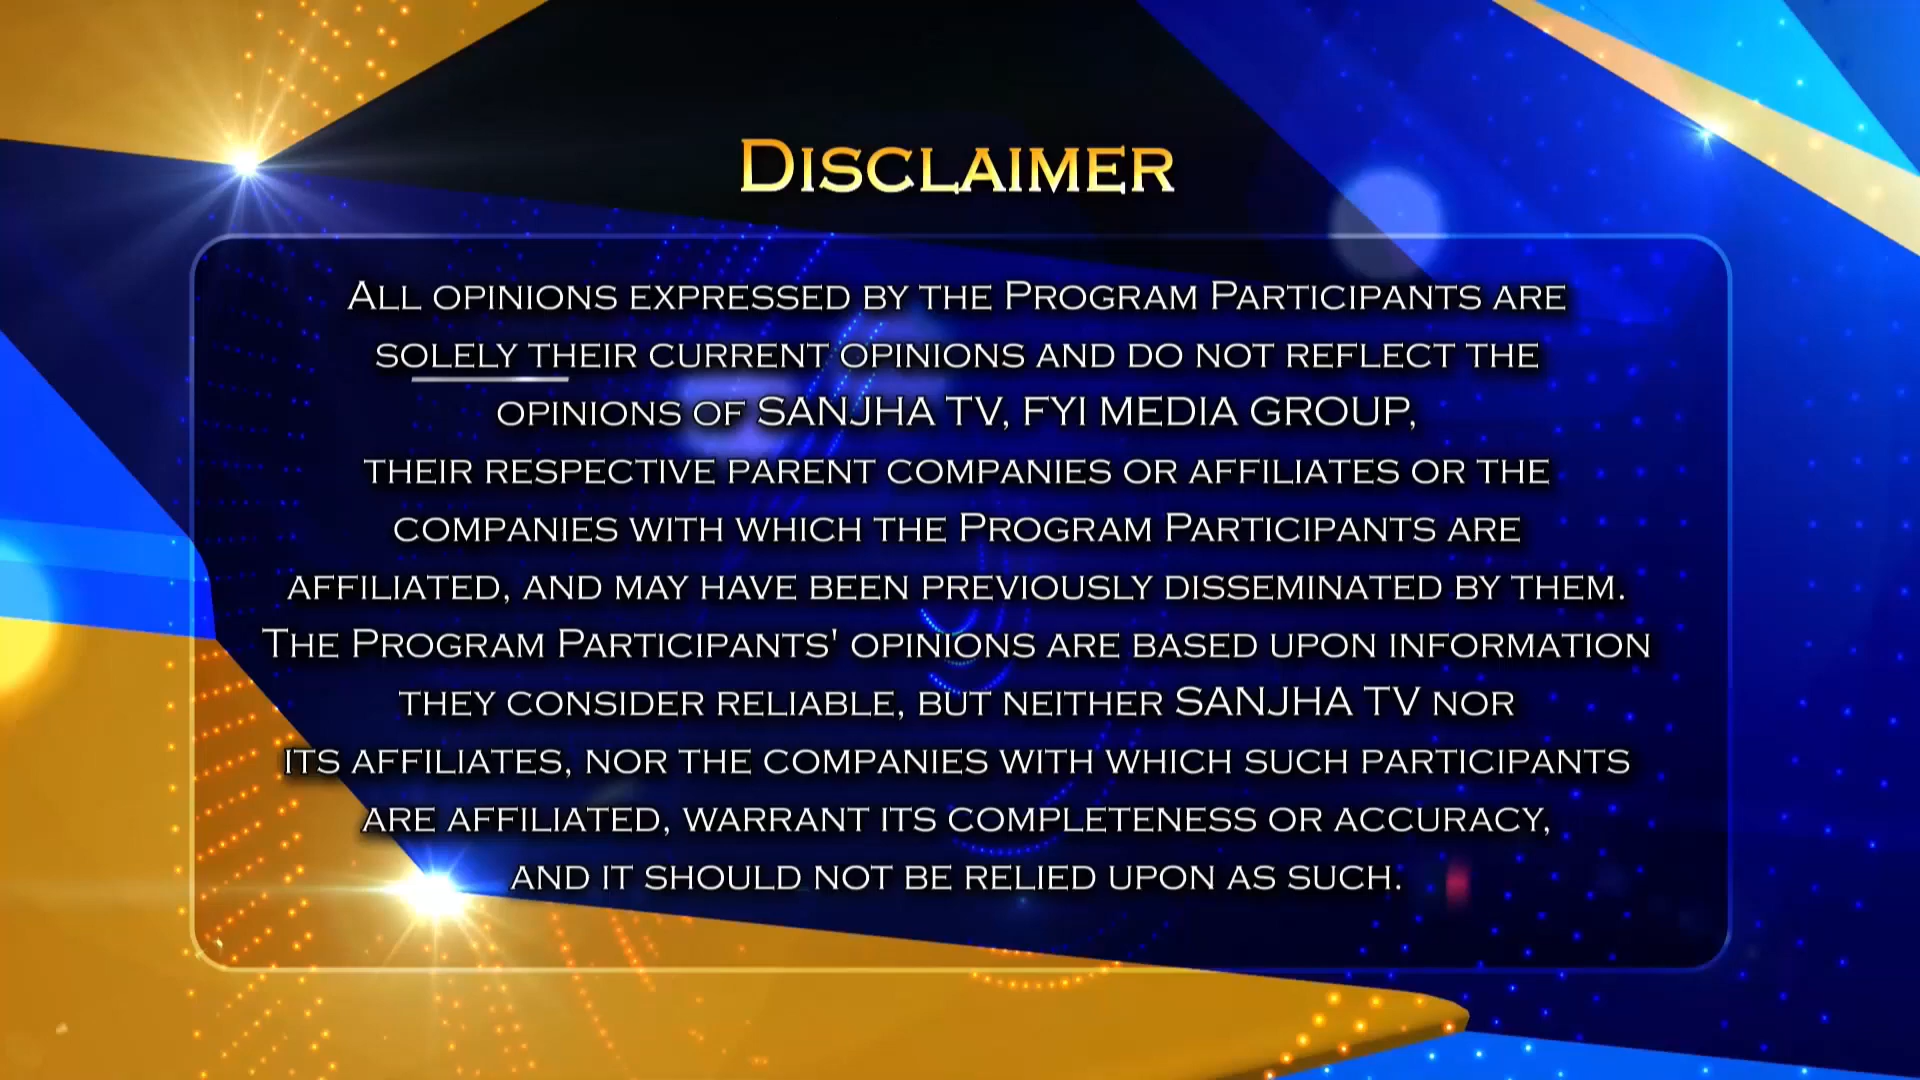 Disclaimer
All opinions expressed by the Program Participants are
solely their current opinions and do not reflect the
opinions of SANJHA TV, FYI MEDIA GROUP,
their respective parent companies or affiliates or the
companies with which the Program Participants are
affiliated, and may have been previously disseminated by them.
The Program Participants' opinions are based upon information
they consider reliable, but neither SANJHA TV nor
its affiliates, nor the companies with which such participants
are affiliated, warrant its completeness or accuracy,
and it should not be relied upon as such.